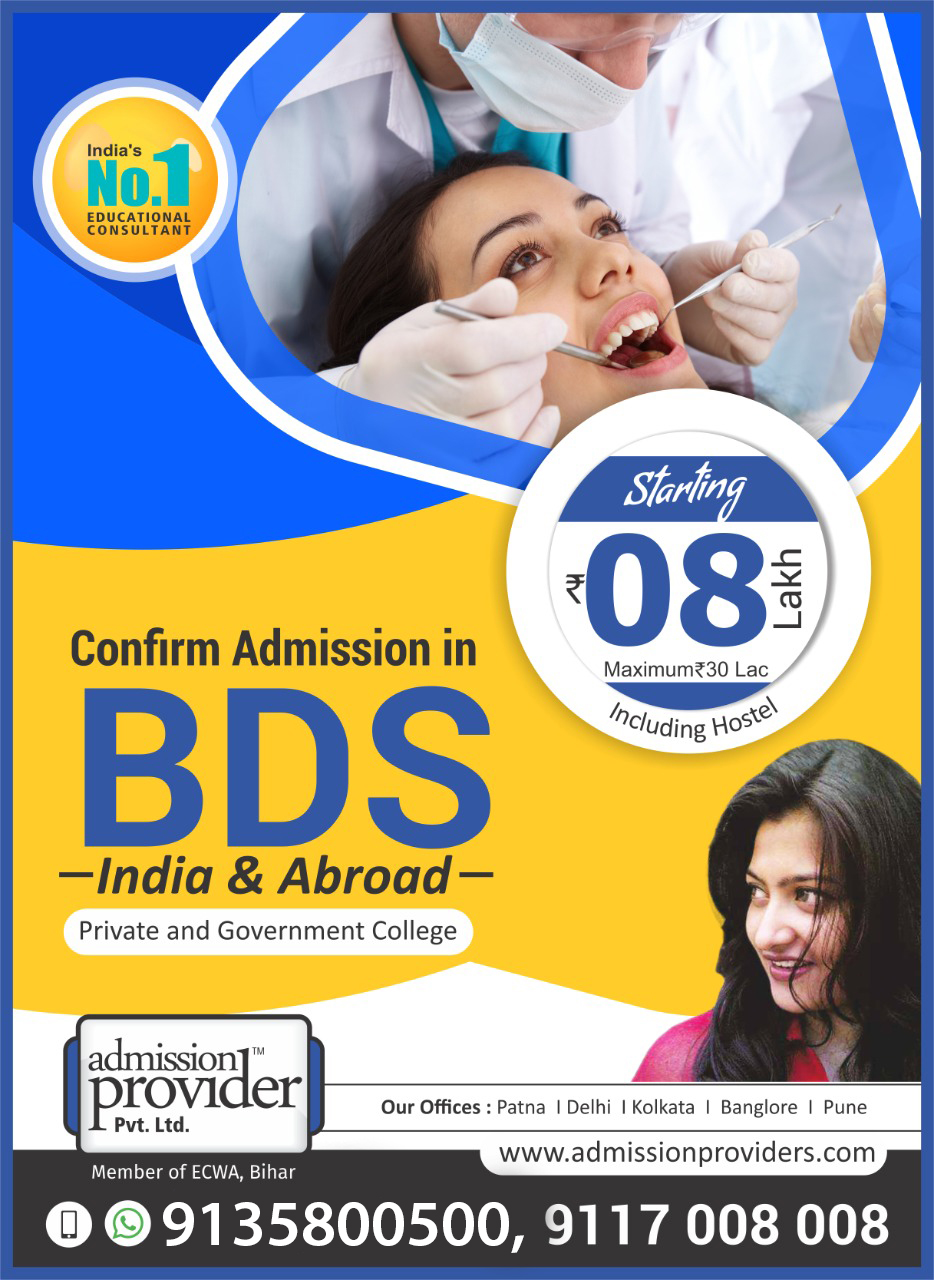 India's
No.1
EDUCATIONAL
CONSULTANT
Starting
₹08 Lakh
Maximum₹30 Lac
Including Hostel
Confirm Admission in
BDS
India & Abroad
Private and Government College
admission
provider™
Pvt. Ltd.
Member of ECWA, Bihar
Our Offices : Patna I Delhi I Kolkata I Banglore I Pune
www.admissionproviders.com
9135800500, 9117 008 008